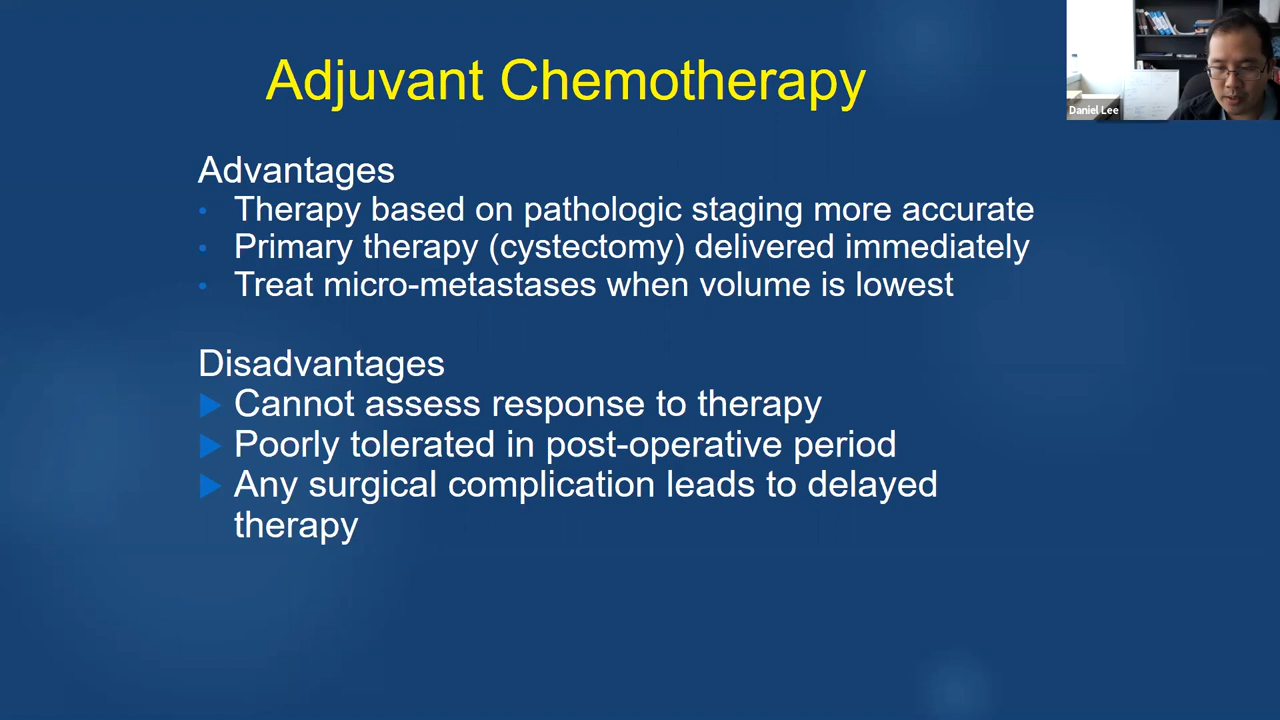 Adjuvant Chemotherapy
Daniel Lee
Advantages
Therapy based on pathologic staging more accurate
Primary therapy (cystectomy) delivered immediately
Treat micro-metastases when volume is lowest
Disadvantages
Cannot assess response to therapy
Poorly tolerated in post-operative period
Any surgical complication leads to delayed
therapy